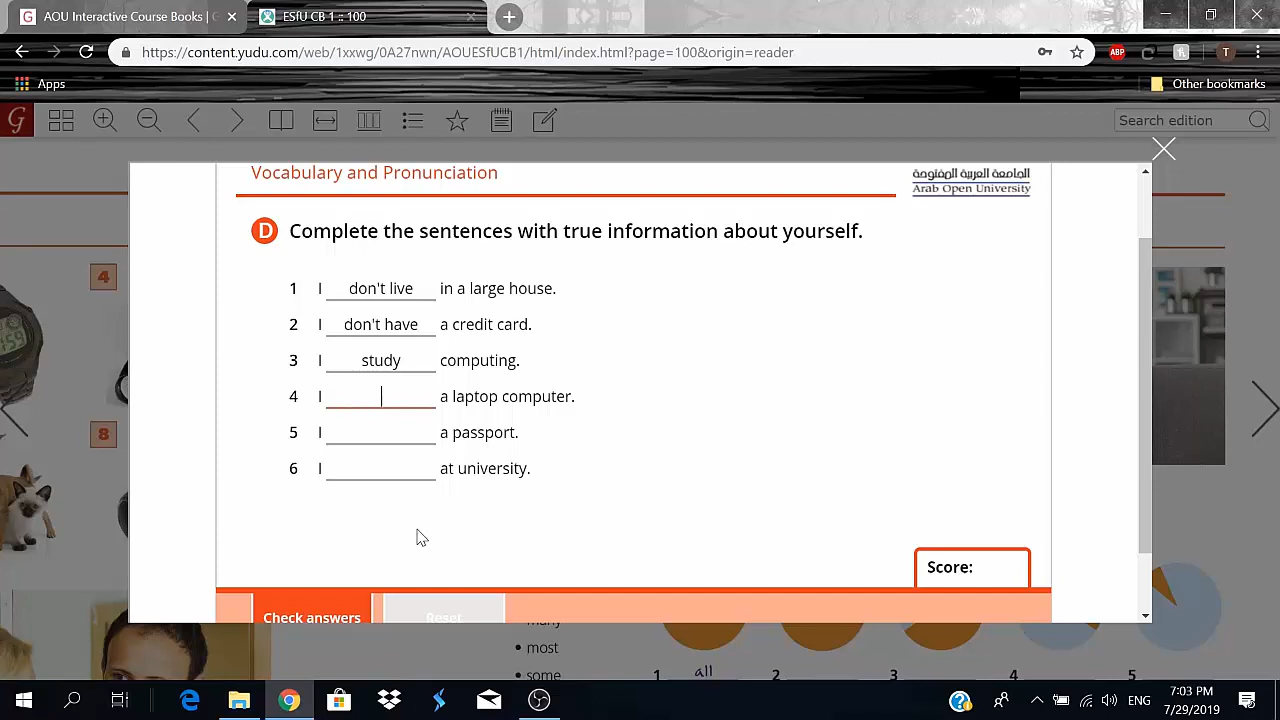 AOU Interactive Course Books |
ESfU CB 1 :: 100
https://content.yudu.com/web/1xxwg/0A27nwn/AOUESfUCB1/html/index.html?page=100&origin=reader
ABP
T
Apps
Other bookmarks
G
Search edition
Vocabulary and Pronunciation
الجامعة العربية المفتوحة
Arab Open University
D Complete the sentences with true information about yourself.
4
1 I don't live in a large house.
2 I don't have a credit card.
3 I study computing.
4 I a laptop computer.
5 I a passport.
8
6 I at university.
Score:
Check answers
Reset
many
• most
• some
1 all 2 3 4 5
ENG
7:03 PM
7/29/2019